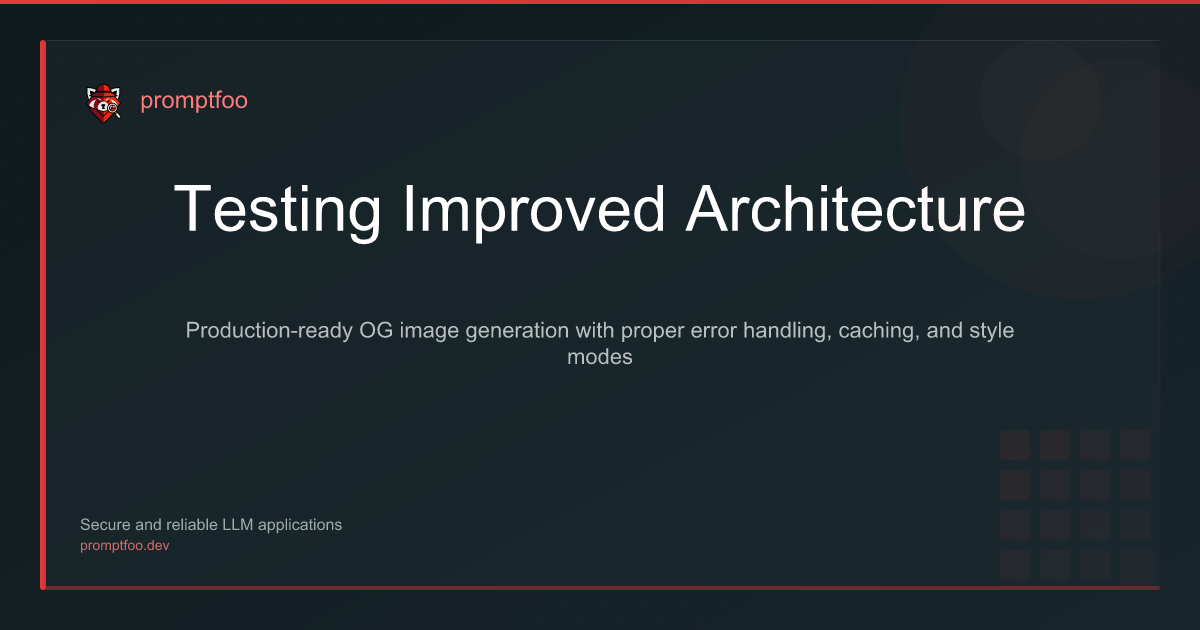 promptfoo
Testing Improved Architecture
Production-ready OG image generation with proper error handling, caching, and style
modes
Secure and reliable LLM applications
promptfoo.dev